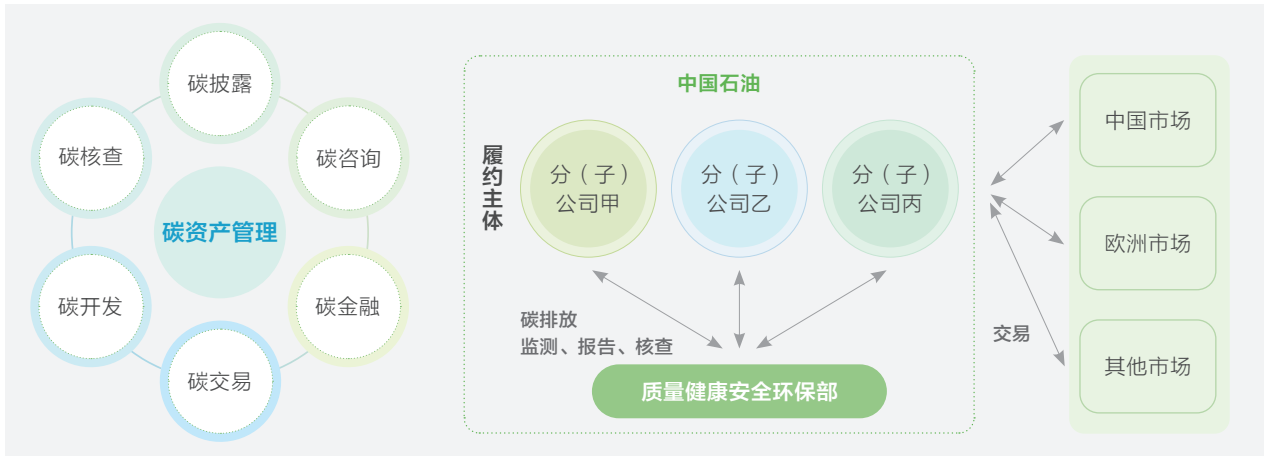 碳披露
碳核查
碳咨询
碳资产管理
碳开发
碳金融
碳交易
中国石油
履约主体
分（子）
公司甲
分（子）
公司乙
分（子）
公司丙
碳排放
监测、报告、核查
质量健康安全环保部
交易
中国市场
欧洲市场
其他市场